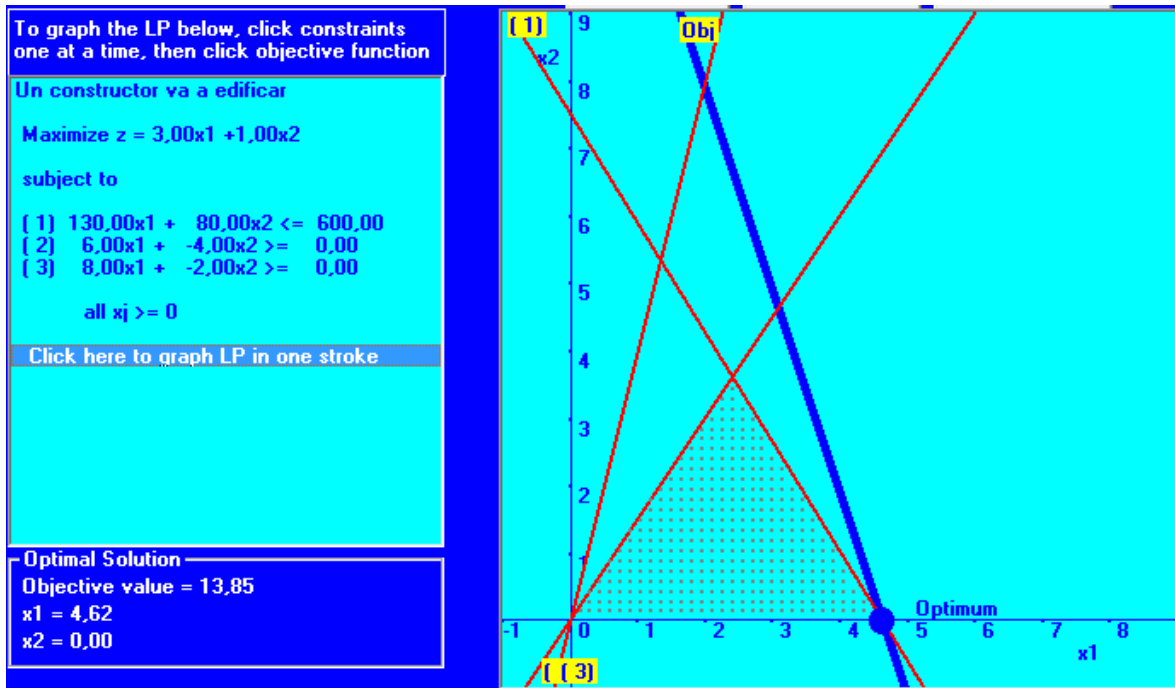 To graph the LP below, click constraints
one at a time, then click objective function
Un constructor va a edificar
Maximize z = 3,00x1 +1,00x2
subject to
( 1) 130,00x1 + 80,00x2 <= 600,00
( 2) 6,00x1 + -4,00x2 >= 0,00
( 3) 8,00x1 + -2,00x2 >= 0,00
all xj >= 0
Click here to graph LP in one stroke
Optimal Solution
Objective value = 13,85
x1 = 4,62
x2 = 0,00
( 1)
Obj
x2
9
8
7
6
5
4
3
2
1
Optimum
-1 0 1 2 3 4 5 6 7 8
x1
( ( 3)